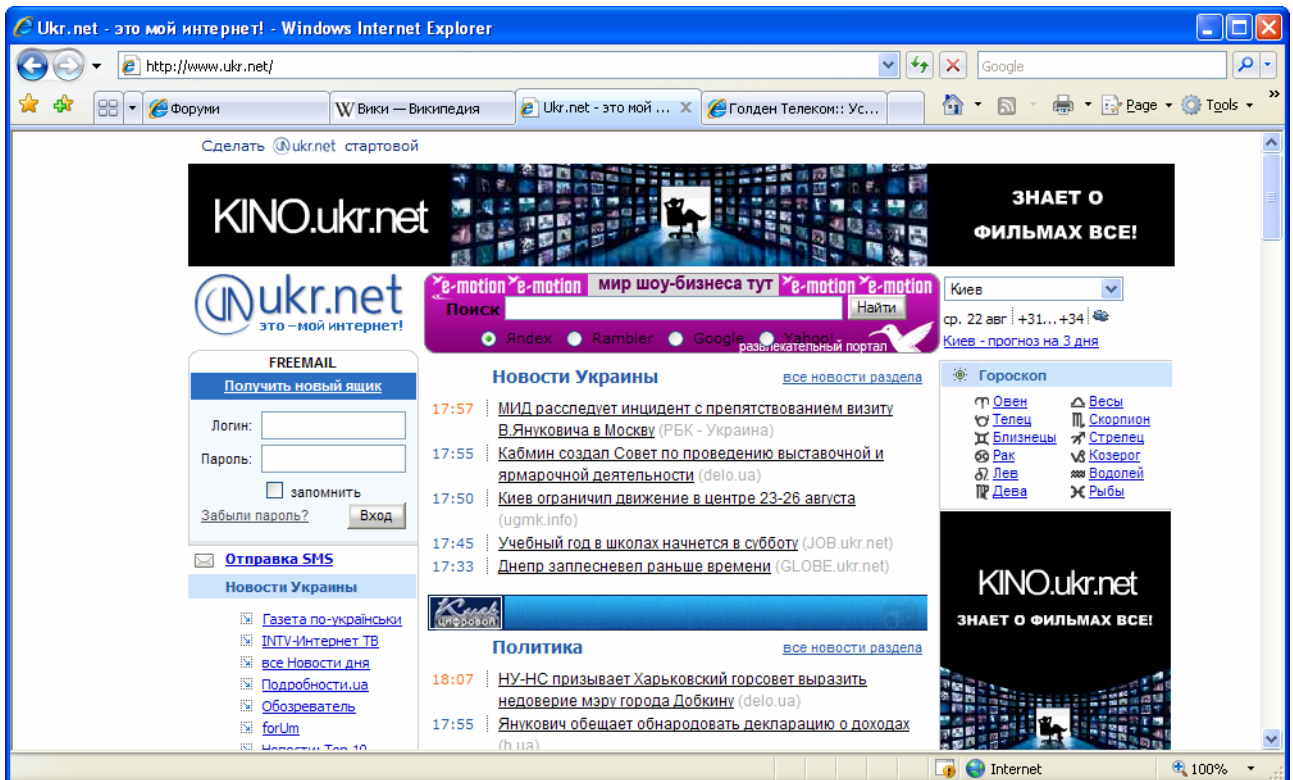 Ukr.net - это мой интернет! - Windows Internet Explorer
http://www.ukr.net/
Google
Форуми
W Вики — Википедия
Ukr.net - это мой ...
Голден Телеком:: Ус...
Page
Tools
»
Сделать ukr.net стартовой
KINO.ukr.net
ЗНАЕТ О
ФИЛЬМАХ ВСЕ!
ukr.net
это – мой интернет!
e-motion e-motion мир шоу-бизнеса тут e-motion e-motion
Поиск
Найти
Яndex Rambler Google Yahoo!
развлекательный портал
Киев
ср. 22 авг +31...+34
Киев - прогноз на 3 дня
FREEMAIL
Получить новый ящик
Логин:
Пароль:
запомнить
Забыли пароль? Вход
Отправка SMS
Новости Украины
Газета по-українськи
INTV-Интернет ТВ
все Новости дня
Подробности.ua
Обозреватель
forUm
Новости: Top 10
Новости Украины все новости раздела
17:57 МИД расследует инцидент с препятствованием визиту
В.Януковича в Москву (РБК - Украина)
17:55 Кабмин создал Совет по проведению выставочной и
ярмарочной деятельности (delo.ua)
17:50 Киев ограничил движение в центре 23-26 августа
(ugmk.info)
17:45 Учебный год в школах начнется в субботу (JOB.ukr.net)
17:33 Днепр заплесневел раньше времени (GLOBE.ukr.net)
Киев
цифровой
Политика все новости раздела
18:07 НУ-НС призывает Харьковский горсовет выразить
недоверие мэру города Добкину (delo.ua)
17:55 Янукович обещает обнародовать декларацию о доходах
(h.ua)
Гороскоп
Овен Весы
Телец Скорпион
Близнецы Стрелец
Рак Козерог
Лев Водолей
Дева Рыбы
KINO.ukr.net
ЗНАЕТ О ФИЛЬМАХ ВСЕ!
Internet
100%